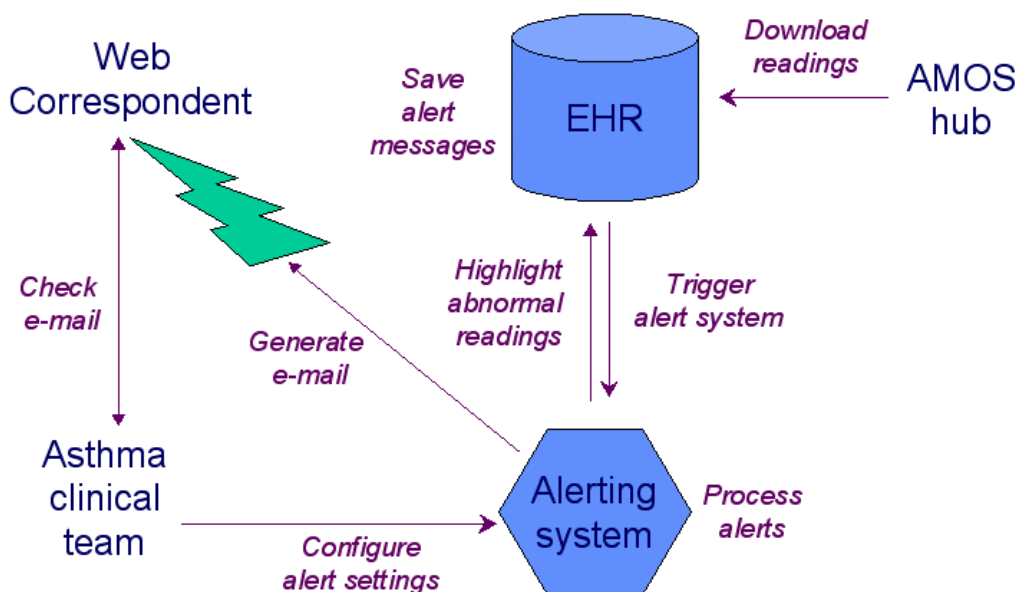 Web
Correspondent
Save
alert
messages
EHR
Download
readings
AMOS
hub
Check
e-mail
Generate
e-mail
Highlight
abnormal
readings
Trigger
alert system
Asthma
clinical
team
Configure
alert settings
Alerting
system
Process
alerts